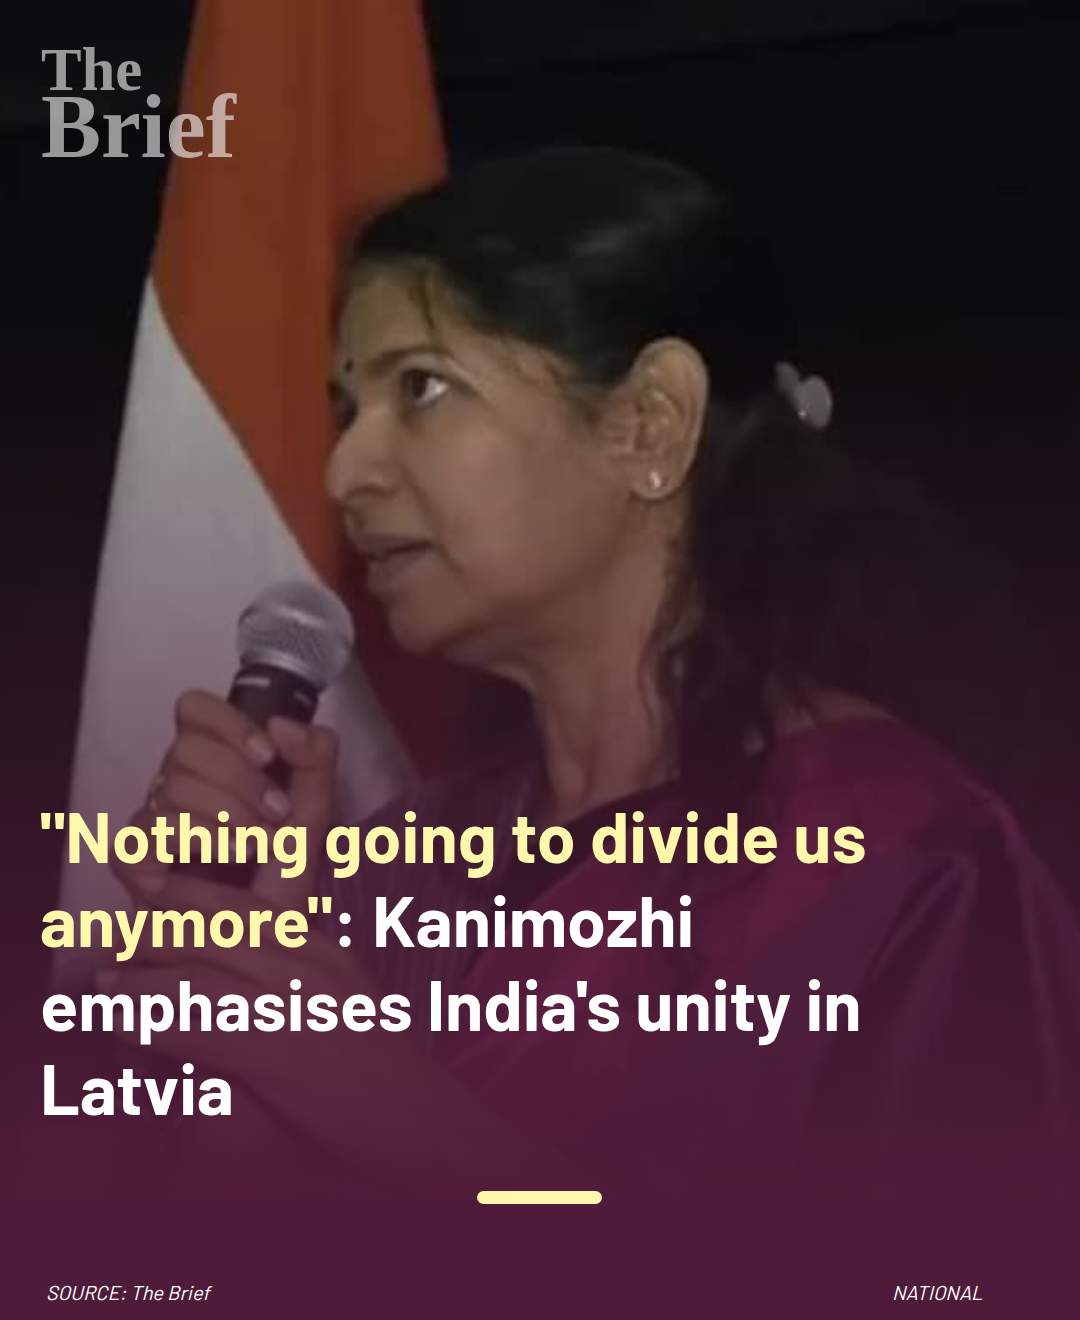 The
Brief
"Nothing going to divide us
anymore": Kanimozhi
emphasises India's unity in
Latvia
SOURCE: The Brief
NATIONAL